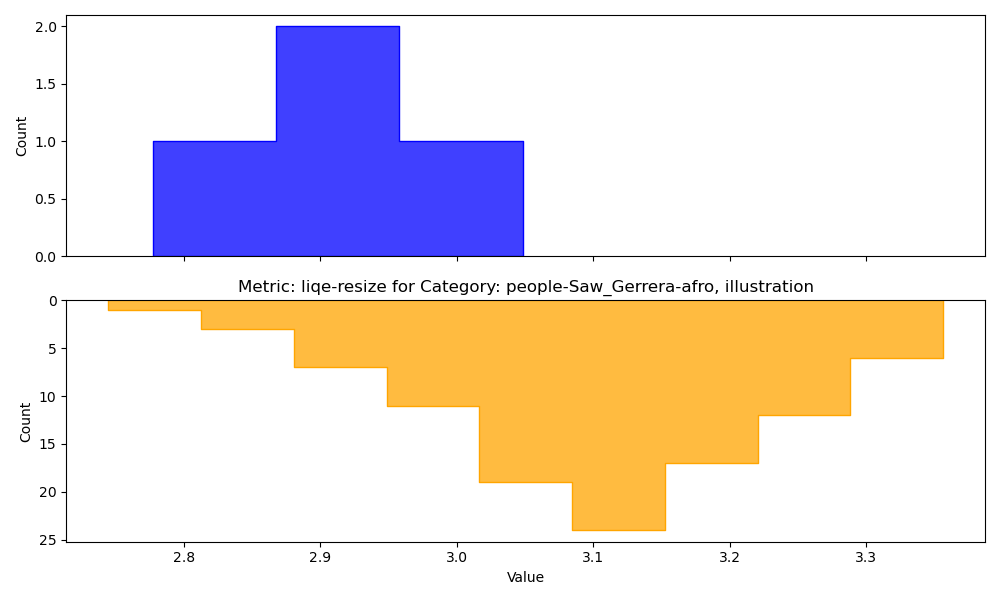 2.0
1.5
1.0
0.5
0.0
Count
Metric: liqe-resize for Category: people-Saw_Gerrera-afro, illustration
0
5
10
15
20
25
Count
2.8 2.9 3.0 3.1 3.2 3.3
Value